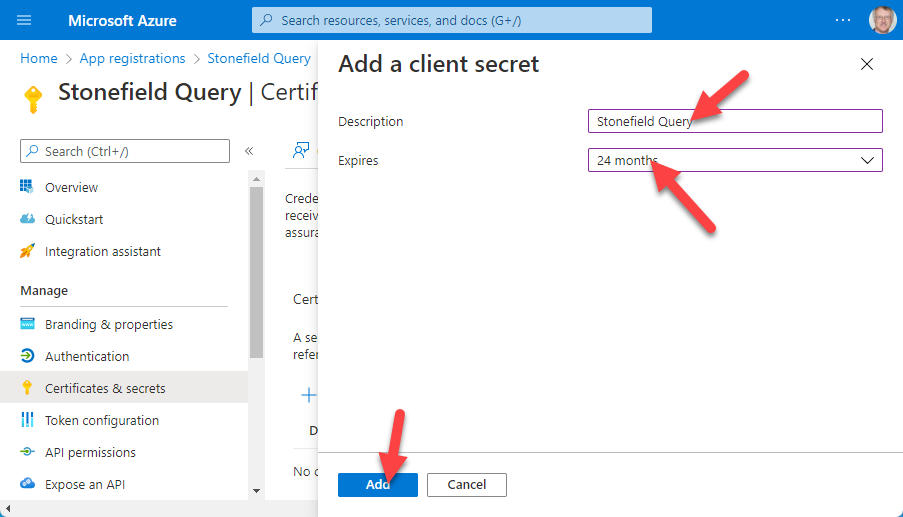 Microsoft Azure
Search resources, services, and docs (G+/)
Home > App registrations > Stonefield Query
Stonefield Query | Certif
Search (Ctrl+/)
Overview
Quickstart
Integration assistant
Manage
Branding & properties
Authentication
Certificates & secrets
Token configuration
API permissions
Expose an API
Crede
receiv
assura
Cert
A se
refer
D
No c
Add a client secret
Description
Stonefield Query
Expires
24 months
Add
Cancel